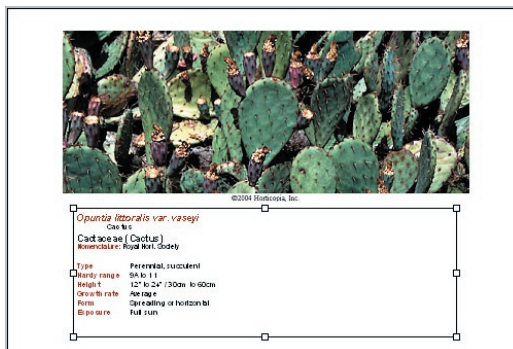 ©2004 Horticopia, Inc.
Opuntia littoralis var. vaseyi
Cactus
Cactaceae (Cactus)
Nomenclature: Royal Hort. Society
Type Perennial, succulent
Hardy range 9A to 11
Height 12" to 24" / 30cm to 60cm
Growth rate Average
Form Spreading or horizontal
Exposure Full sun